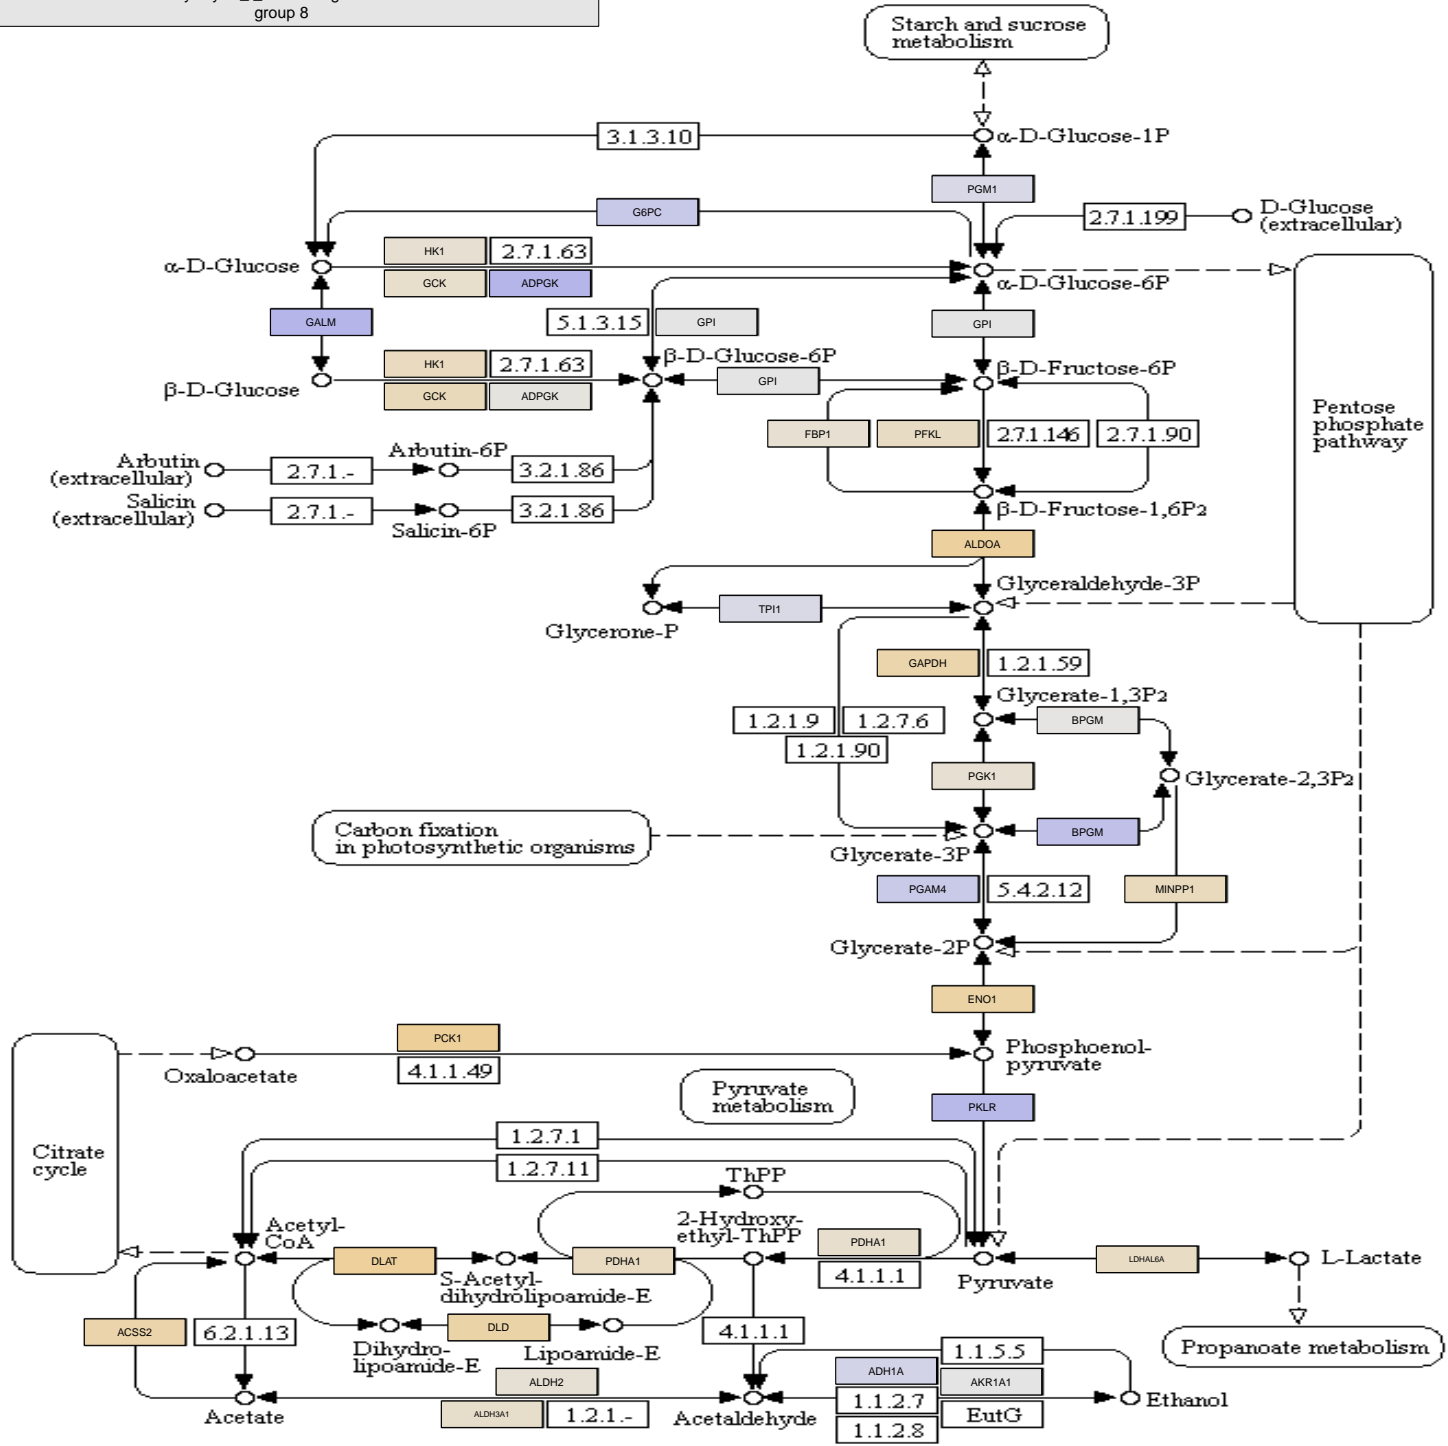 group 8
Starch and sucrose
metabolism
3.1.3.10
α-D-Glucose-1P
PGM1
G6PC
2.7.1.199
D-Glucose
(extracellular)
α-D-Glucose
HK1
2.7.1.63
GCK
ADPGK
α-D-Glucose-6P
GALM
5.1.3.15
GPI
GPI
β-D-Glucose
HK1
2.7.1.63
GCK
ADPGK
β-D-Glucose-6P
GPI
β-D-Fructose-6P
FBP1
PFKL
2.7.1.146
2.7.1.90
Pentose
phosphate
pathway
Arbutin
(extracellular)
2.7.1.-
Arbutin-6P
3.2.1.86
Salicin
(extracellular)
2.7.1.-
Salicin-6P
3.2.1.86
β-D-Fructose-1,6P2
ALDOA
Glyceraldehyde-3P
TPI1
Glycerone-P
GAPDH
1.2.1.59
Glycerate-1,3P2
1.2.1.9
1.2.7.6
1.2.1.90
BPGM
PGK1
Glycerate-2,3P2
Carbon fixation
in photosynthetic organisms
BPGM
Glycerate-3P
PGAM4
5.4.2.12
MINPP1
Glycerate-2P
ENO1
PCK1
4.1.1.49
Oxaloacetate
Phosphoenol-
pyruvate
Pyruvate
metabolism
PKLR
Citrate
cycle
1.2.7.1
1.2.7.11
ThPP
Acetyl-
CoA
2-Hydroxy-
ethyl-ThPP
DLAT
PDHA1
PDHA1
4.1.1.1
Pyruvate
LDHAL6A
L-Lactate
S-Acetyl-
dihydrolipoamide-E
ACSS2
6.2.1.13
DLD
4.1.1.1
Dihydro-
lipoamide-E
Lipoamide-E
Propanoate metabolism
1.1.5.5
ALDH2
ADH1A
AKR1A1
Acetate
ALDH3A1
1.2.1.-
Acetaldehyde
1.1.2.7
EutG
Ethanol
1.1.2.8